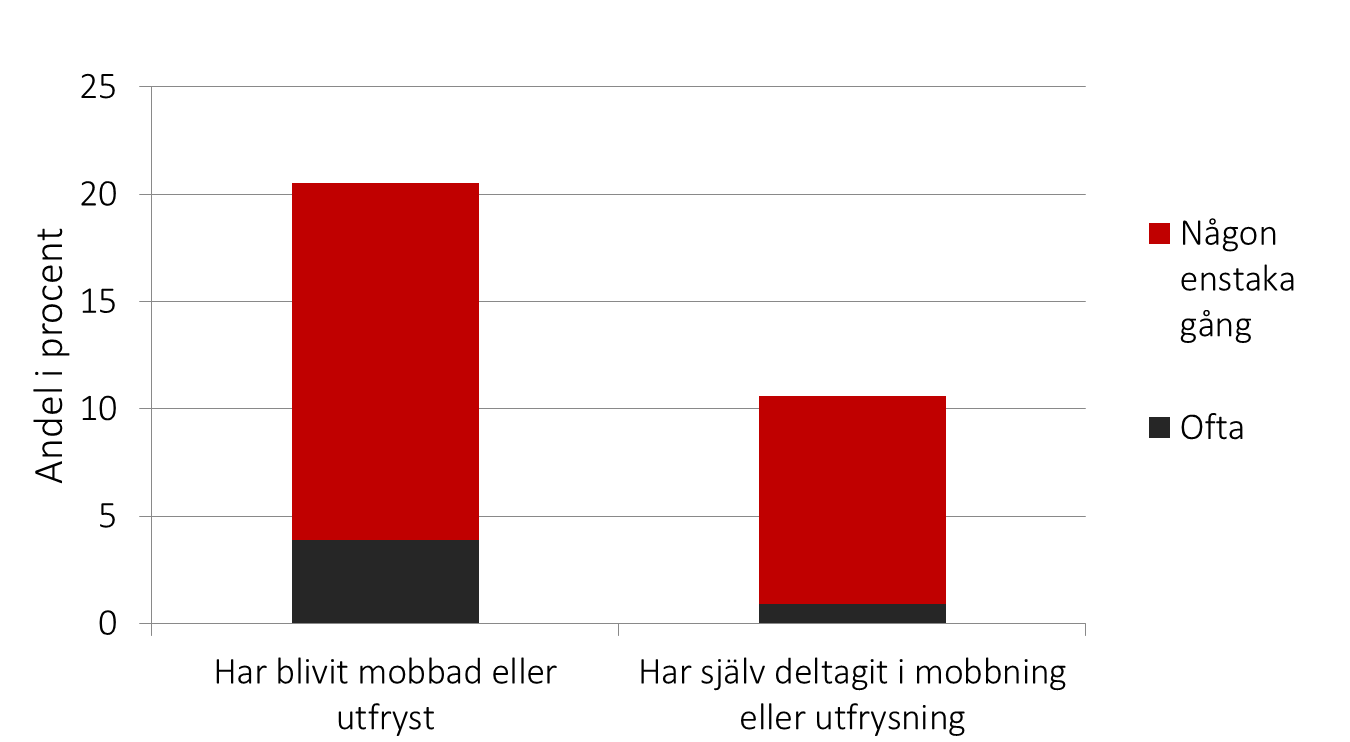 25
20
15
10
5
0
Andel i procent
Har blivit mobbad eller
utfryst
Har själv deltagit i mobbning
eller utfrysning
Någon
enstaka
gång
Ofta